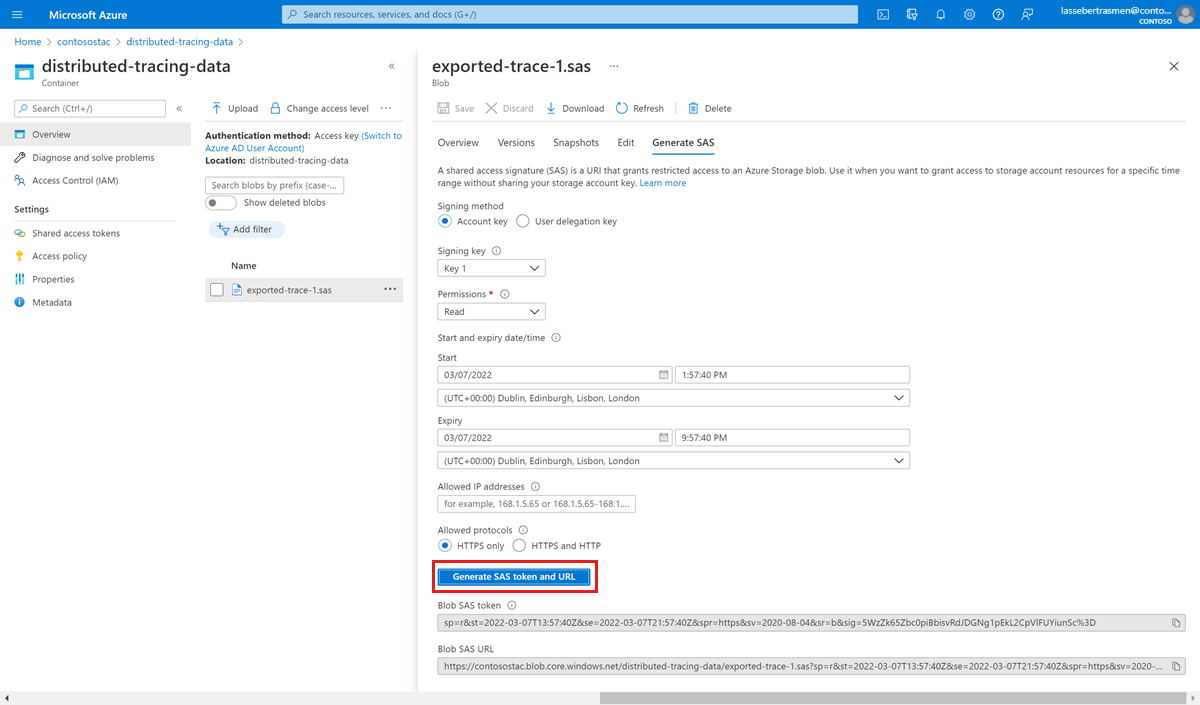 Microsoft Azure
Search resources, services, and docs (G+/)
lassebertrasmen@conto...
CONTOSO
Home > contosostac > distributed-tracing-data >
distributed-tracing-data
Container
«
Search (Ctrl+/)
«
Overview
Diagnose and solve problems
Access Control (IAM)
Settings
Shared access tokens
Access policy
Properties
Metadata
Upload
Change access level
...
Authentication method: Access key (Switch to
Azure AD User Account)
Location: distributed-tracing-data
Search blobs by prefix (case-...
Show deleted blobs
Add filter
Name
exported-trace-1.sas
...
exported-trace-1.sas ...
Blob
Save
Discard
Download
Refresh
Delete
Overview
Versions
Snapshots
Edit
Generate SAS
A shared access signature (SAS) is a URI that grants restricted access to an Azure Storage blob. Use it when you want to grant access to storage account resources for a specific time
range without sharing your storage account key. Learn more
Signing method
Account key
User delegation key
Signing key
Key 1
Permissions *
Read
Start and expiry date/time
Start
03/07/2022
1:57:40 PM
(UTC+00:00) Dublin, Edinburgh, Lisbon, London
Expiry
03/07/2022
9:57:40 PM
(UTC+00:00) Dublin, Edinburgh, Lisbon, London
Allowed IP addresses
for example, 168.1.5.65 or 168.1.5.65-168.1....
Allowed protocols
HTTPS only
HTTPS and HTTP
Generate SAS token and URL
Blob SAS token
sp=r&st=2022-03-07T13:57:40Z&se=2022-03-07T21:57:40Z&spr=https&sv=2020-08-04&sr=b&sig=5WzZk65Zbc0piBbisvRdJDGNg1pEkL2CpVlFUYiunSc%3D
Blob SAS URL
https://contosostac.blob.core.windows.net/distributed-tracing-data/exported-trace-1.sas?sp=r&st=2022-03-07T13:57:40Z&se=2022-03-07T21:57:40Z&spr=https&sv=2020-...